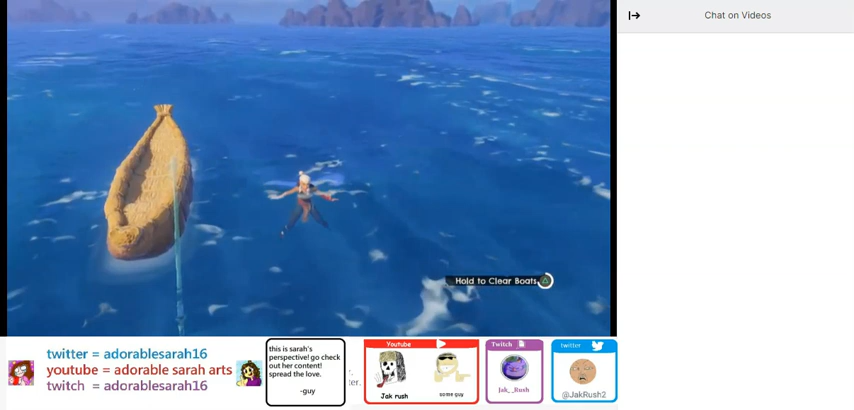 Chat on Videos
Hold to Clear Boats
twitter = adorablesarah16
youtube = adorable sarah arts
twitch = adorablesarah16
this is sarah's
perspective! go check
out her content!
spread the love.
-guy
Youtube
Jak rush
some guy
Twitch
Jak__Rush
twitter
@JakRush2